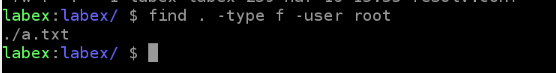 labex:labex/ $ find . -type f -user root
./a.txt
labex:labex/ $